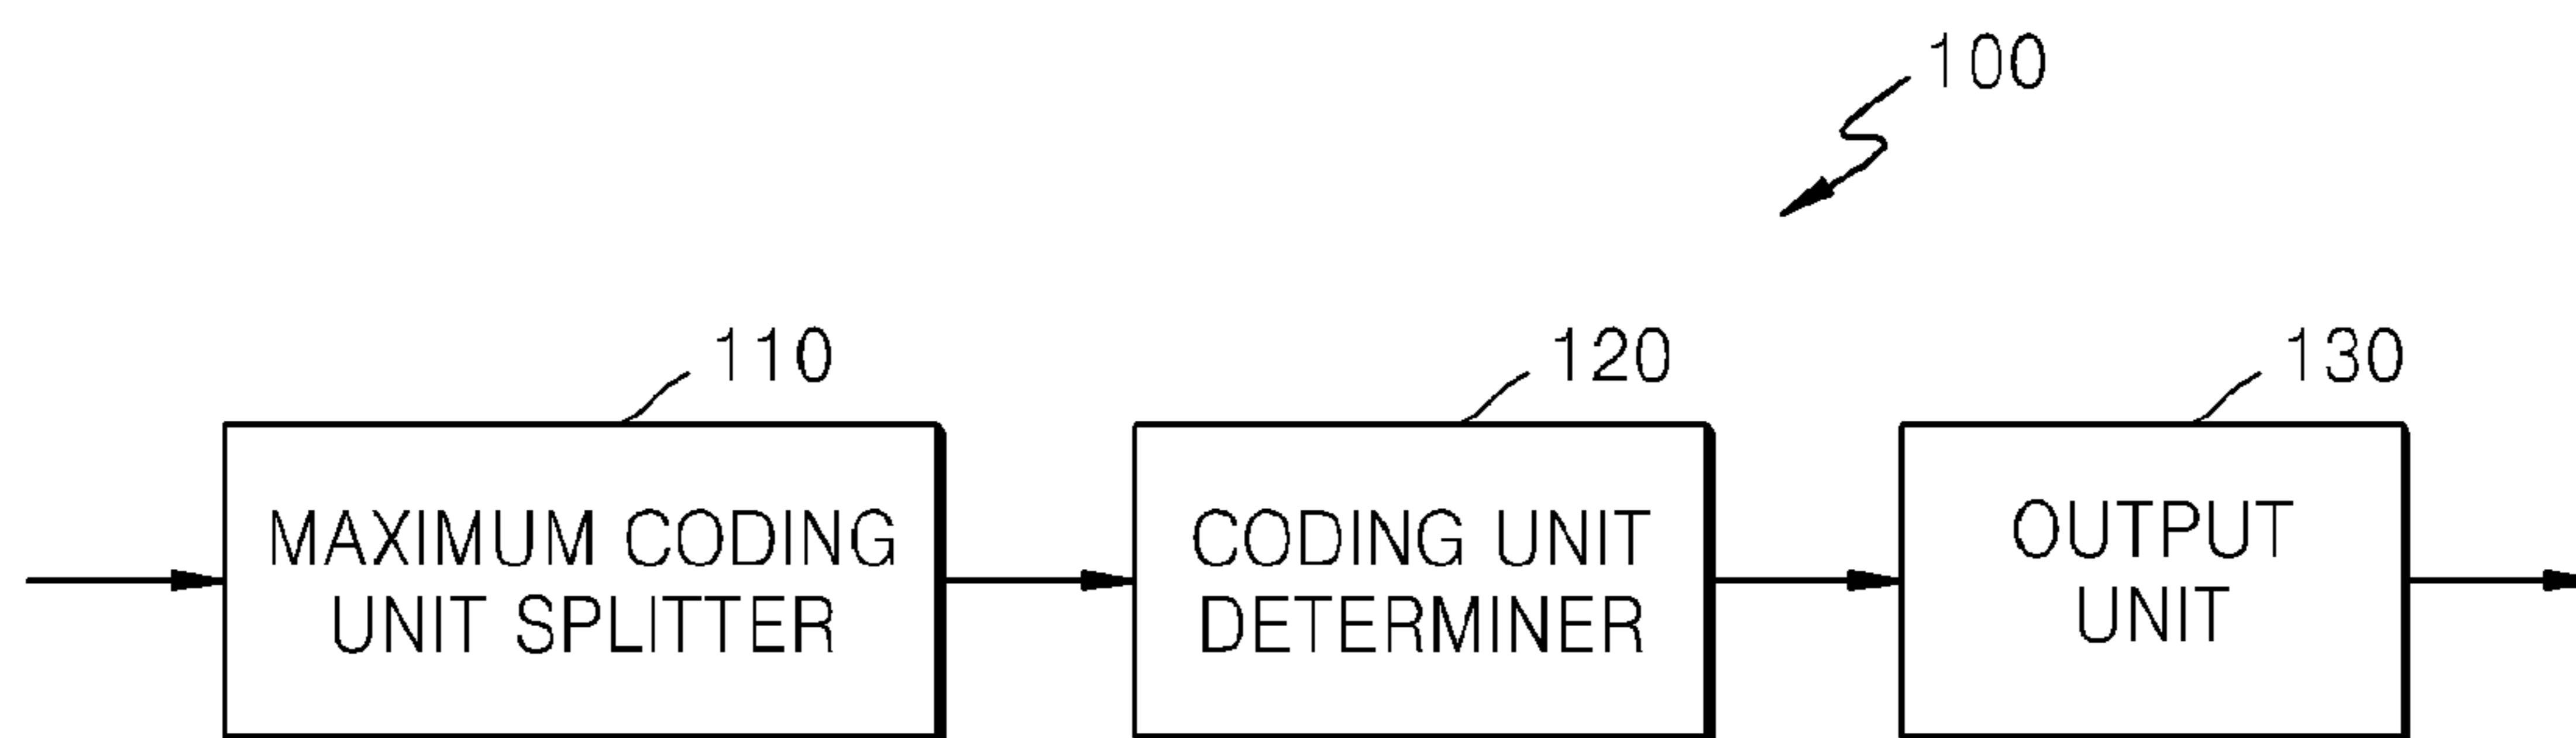 100
110
120
130
MAXIMUM CODING
UNIT SPLITTER
CODING UNIT
DETERMINER
OUTPUT
UNIT